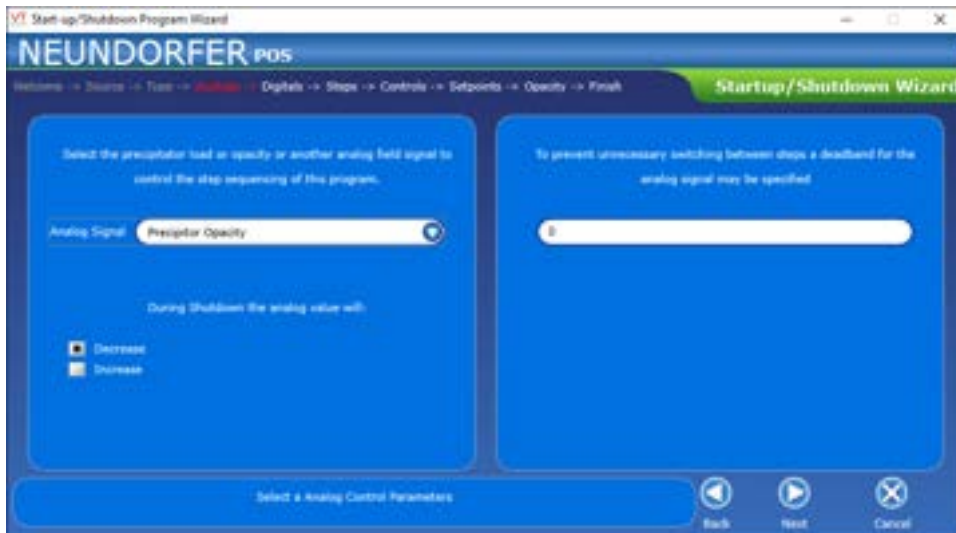 Start-up/Shutdown Program Wizard
NEUNDORFER POS
Welcome -> Source -> Type -> Analogs -> Digitals -> Steps -> Controls -> Setpoints -> Opacity -> Finish
Startup/Shutdown Wizard
Select the precipitator load or opacity or another analog field signal to
control the step sequencing of this program.
Analog Signal
Precipitor Opacity
During Shutdown the analog value will:
Decrease
Increase
To prevent unnecessary switching between steps a deadband for the
analog signal may be specified
0
Select a Analog Control Parameters
Back
Next
Cancel